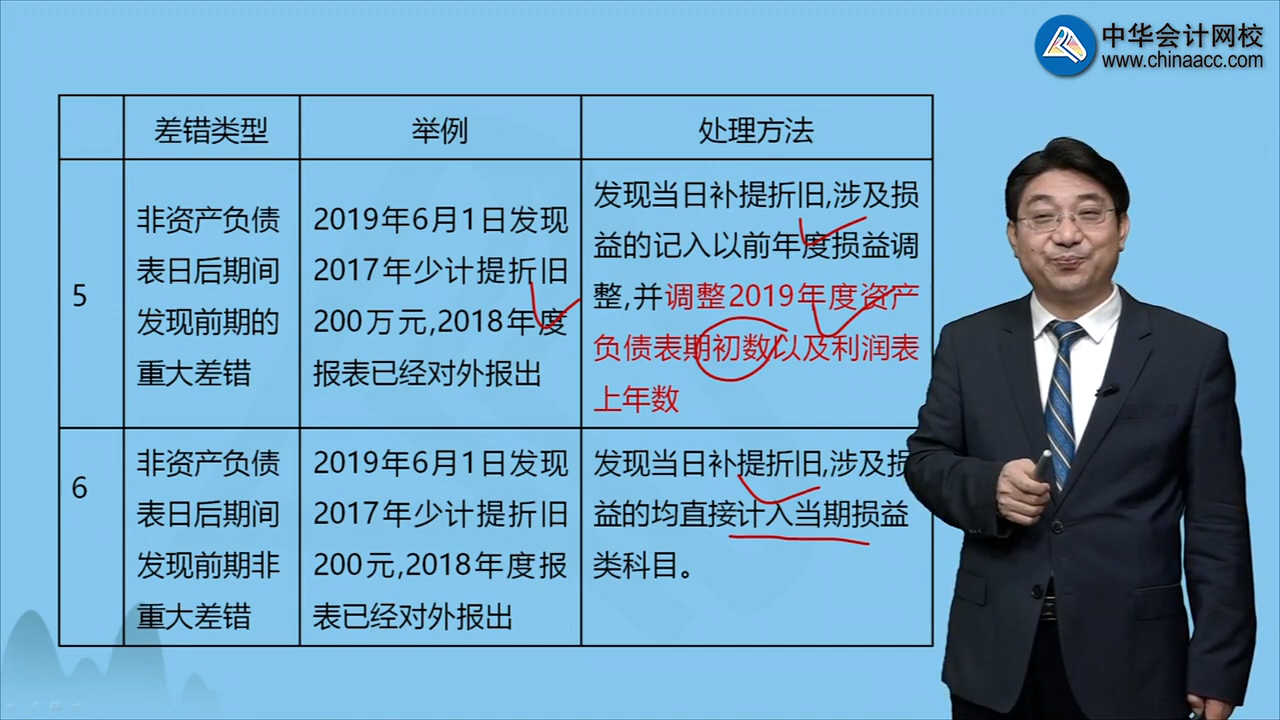 中华会计网校
www.chinaacc.com
差错类型 举例 处理方法
5
非资产负债
表日后期间
发现前期的
重大差错
2019年6月1日发现
2017年少计提折旧
200万元,2018年度
报表已经对外报出
发现当日补提折旧,涉及损
益的记入以前年度损益调
整,并调整2019年度资产
负债表期初数以及利润表
上年数
6
非资产负债
表日后期间
发现前期非
重大差错
2019年6月1日发现
2017年少计提折旧
200元,2018年度报
表已经对外报出
发现当日补提折旧,涉及损
益的均直接计入当期损益
类科目。